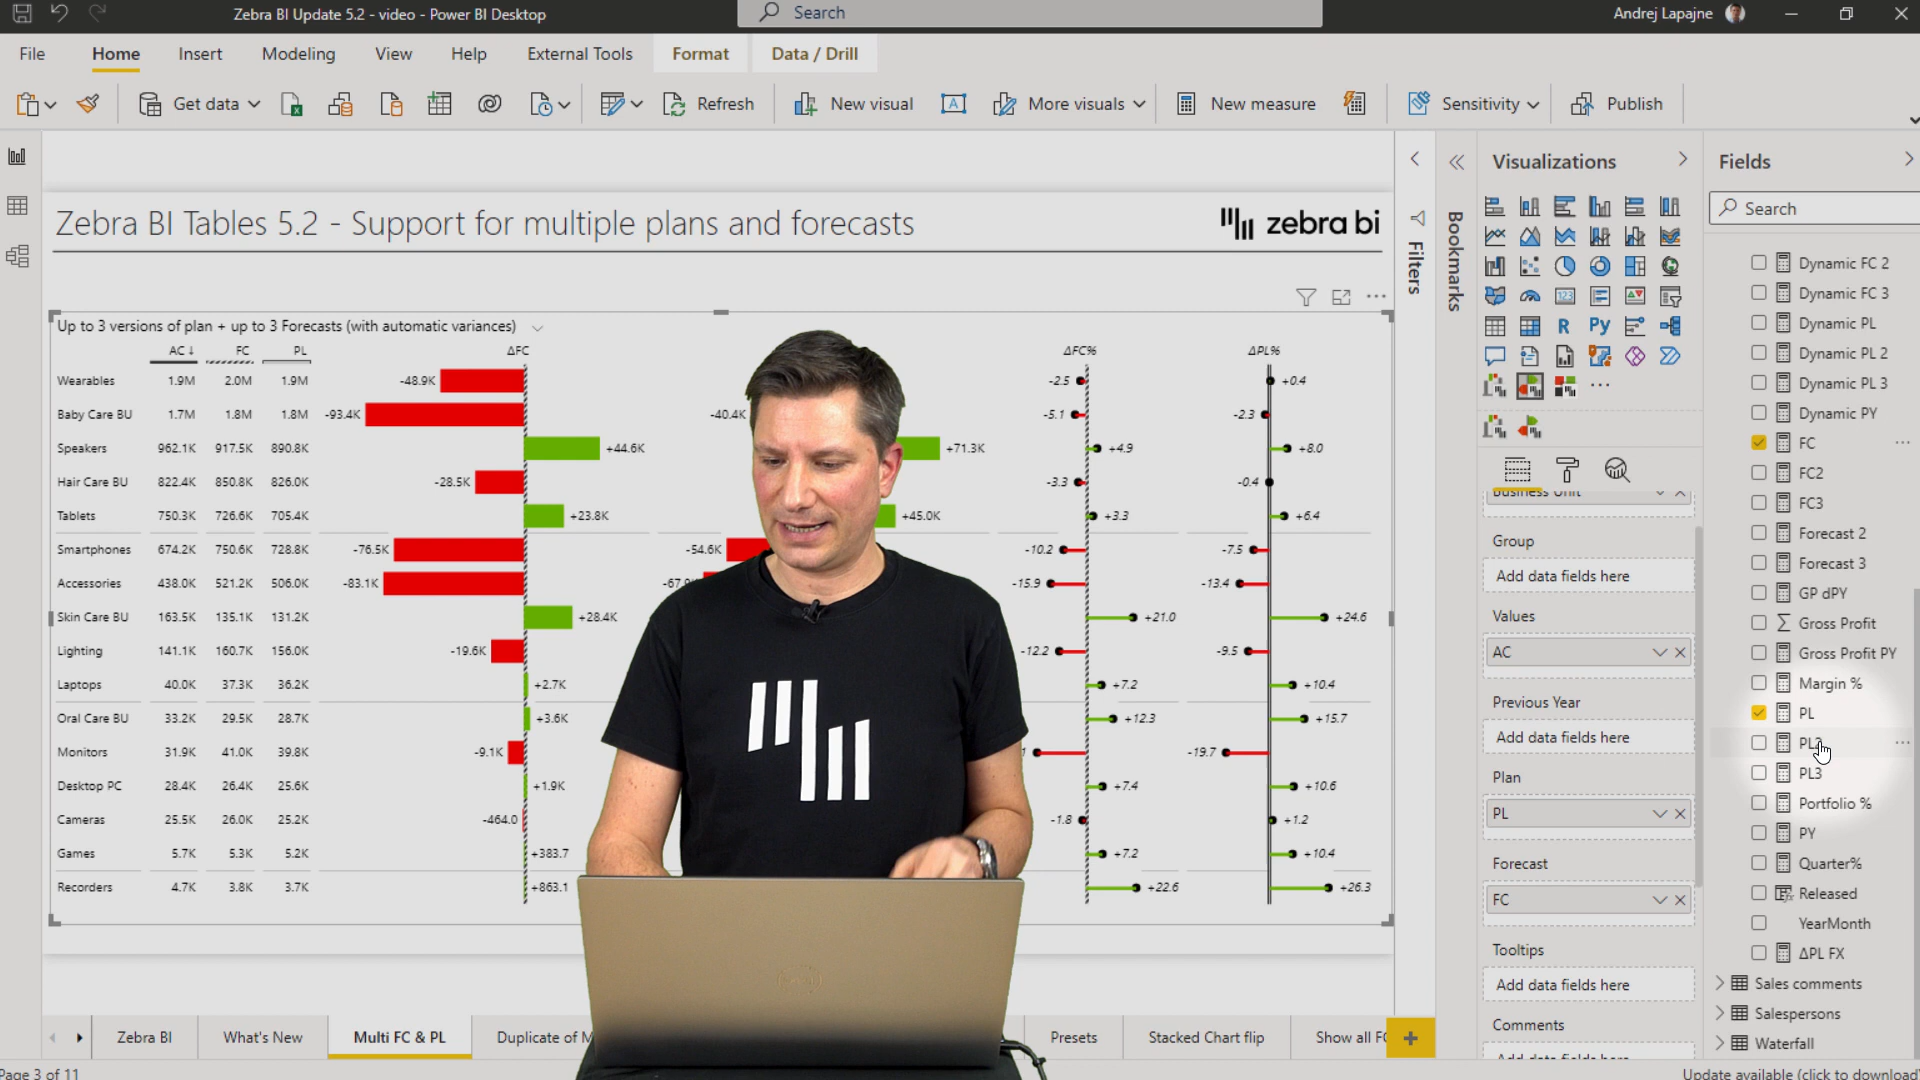 Zebra BI Update 5.2 - video - Power BI Desktop
Search
Andrej Lapajne
File Home Insert Modeling View Help External Tools Format Data / Drill
Get data Refresh New visual More visuals New measure Sensitivity Publish
Zebra BI Tables 5.2 - Support for multiple plans and forecasts
zebra bi
Up to 3 versions of plan + up to 3 Forecasts (with automatic variances)
AC↓ FC PL ΔFC ΔFC% ΔPL%
Wearables 1.9M 2.0M 1.9M -48.9K -2.5 +0.4
Baby Care BU 1.7M 1.8M 1.8M -93.4K -40.4K -5.1 -2.3
Speakers 962.1K 917.5K 890.8K +44.6K +71.3K +4.9 +8.0
Hair Care BU 822.4K 850.8K 826.0K -28.5K -3.3 -0.4
Tablets 750.3K 726.6K 705.4K +23.8K +45.0K +3.3 +6.4
Smartphones 674.2K 750.6K 728.8K -76.5K -54.6K -10.2 -7.5
Accessories 438.0K 521.2K 506.0K -83.1K -15.9 -13.4
Skin Care BU 163.5K 135.1K 131.2K +28.4K +21.0 +24.6
Lighting 141.1K 160.7K 156.0K -19.6K -12.2 -9.5
Laptops 40.0K 37.3K 36.2K +2.7K +7.2 +10.4
Oral Care BU 33.2K 29.5K 28.7K +3.6K +12.3 +15.7
Monitors 31.9K 41.0K 39.8K -9.1K -19.7
Desktop PC 28.4K 26.4K 25.6K +1.9K +7.4 +10.6
Cameras 25.5K 26.0K 25.2K -464.0 -1.8 +1.2
Games 5.7K 5.3K 5.2K +383.7 +7.2 +10.4
Recorders 4.7K 3.8K 3.7K +863.1 +22.6 +26.3
Filters
Bookmarks
Visualizations
R Py
123
Business Unit
Group
Add data fields here
Values
AC
Previous Year
Add data fields here
Plan
PL
Forecast
FC
Tooltips
Add data fields here
Comments
Add data fields here
Fields
Search
Dynamic FC 2
Dynamic FC 3
Dynamic PL
Dynamic PL 2
Dynamic PL 3
Dynamic PY
FC
FC2
FC3
Forecast 2
Forecast 3
GP dPY
Gross Profit
Gross Profit PY
Margin %
PL
PL2
PL3
Portfolio %
PY
Quarter%
Released
YearMonth
ΔPL FX
Sales comments
Salespersons
Waterfall
Zebra BI What's New Multi FC & PL Duplicate of M Presets Stacked Chart flip Show all FC
Page 3 of 11
Update available (click to download)